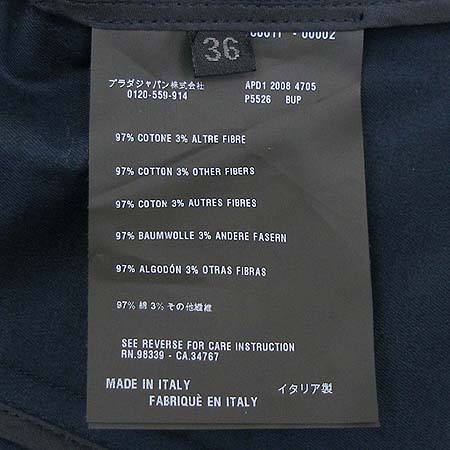 36
- 00002
プラダジャパン株式会社
0120-559-914
APD1 2008 4705
P5526 BUP
97% COTONE 3% ALTRE FIBRE
97% COTTON 3% OTHER FIBERS
97% COTON 3% AUTRES FIBRES
97% BAUMWOLLE 3% ANDERE FASERN
97% ALGODÓN 3% OTRAS FIBRAS
97% 綿 3% その他繊維
SEE REVERSE FOR CARE INSTRUCTION
RN.98339 - CA.34767
MADE IN ITALY
FABRIQUÈ EN ITALY
イタリア製